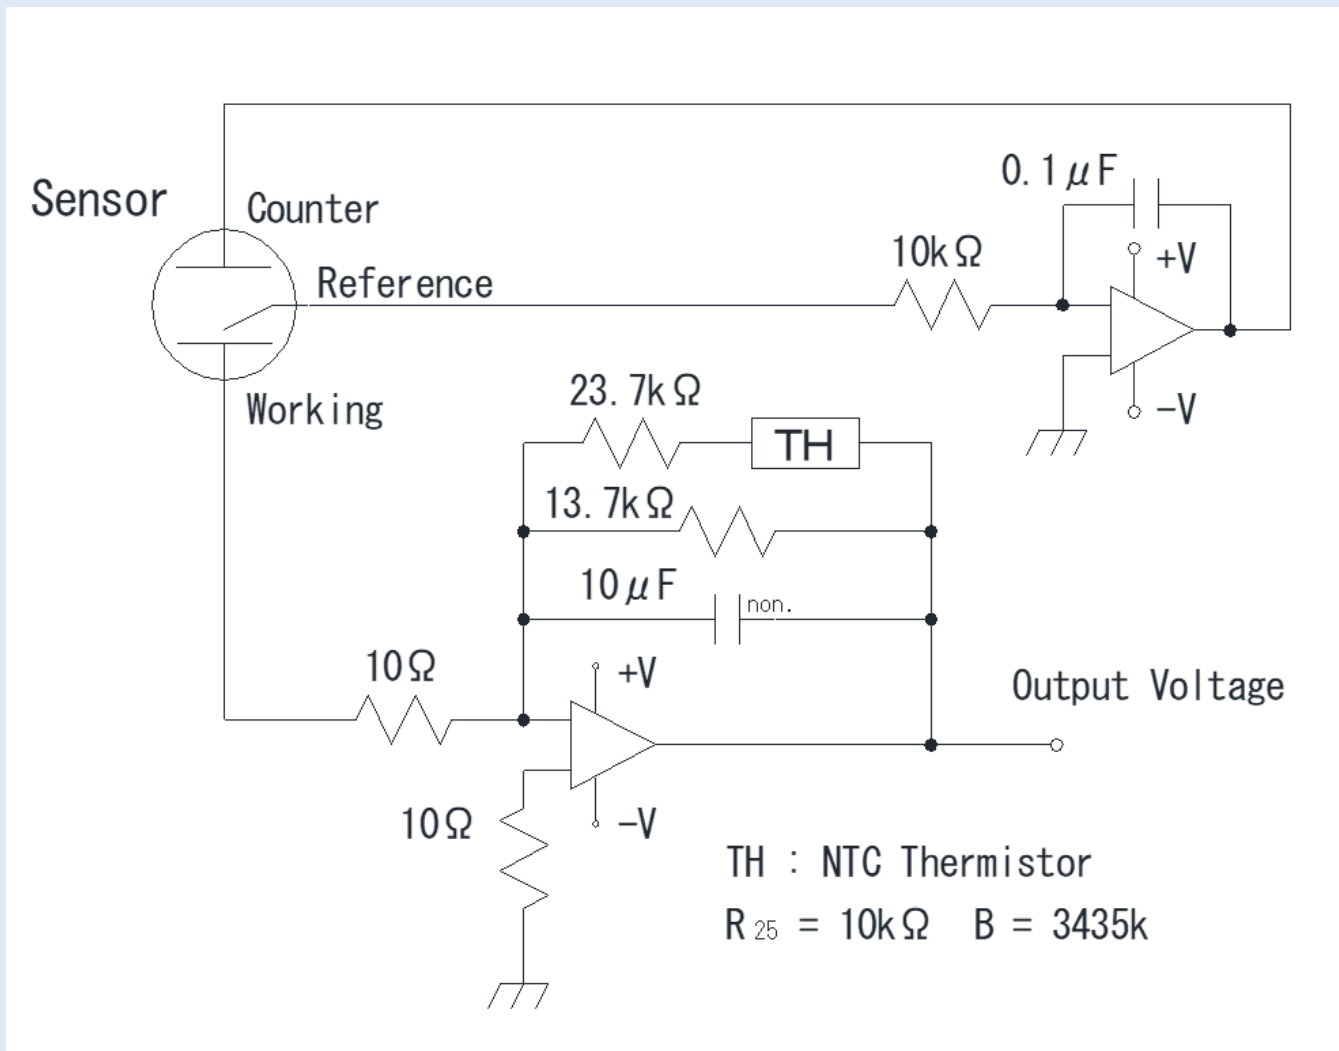 0.1μF
Sensor
Counter
10kΩ
+V
Reference
23.7kΩ
-V
Working
TH
13.7kΩ
10μF
non.
10Ω
+V
Output Voltage
10Ω
-V
TH : NTC Thermistor
R25 = 10kΩ B = 3435k